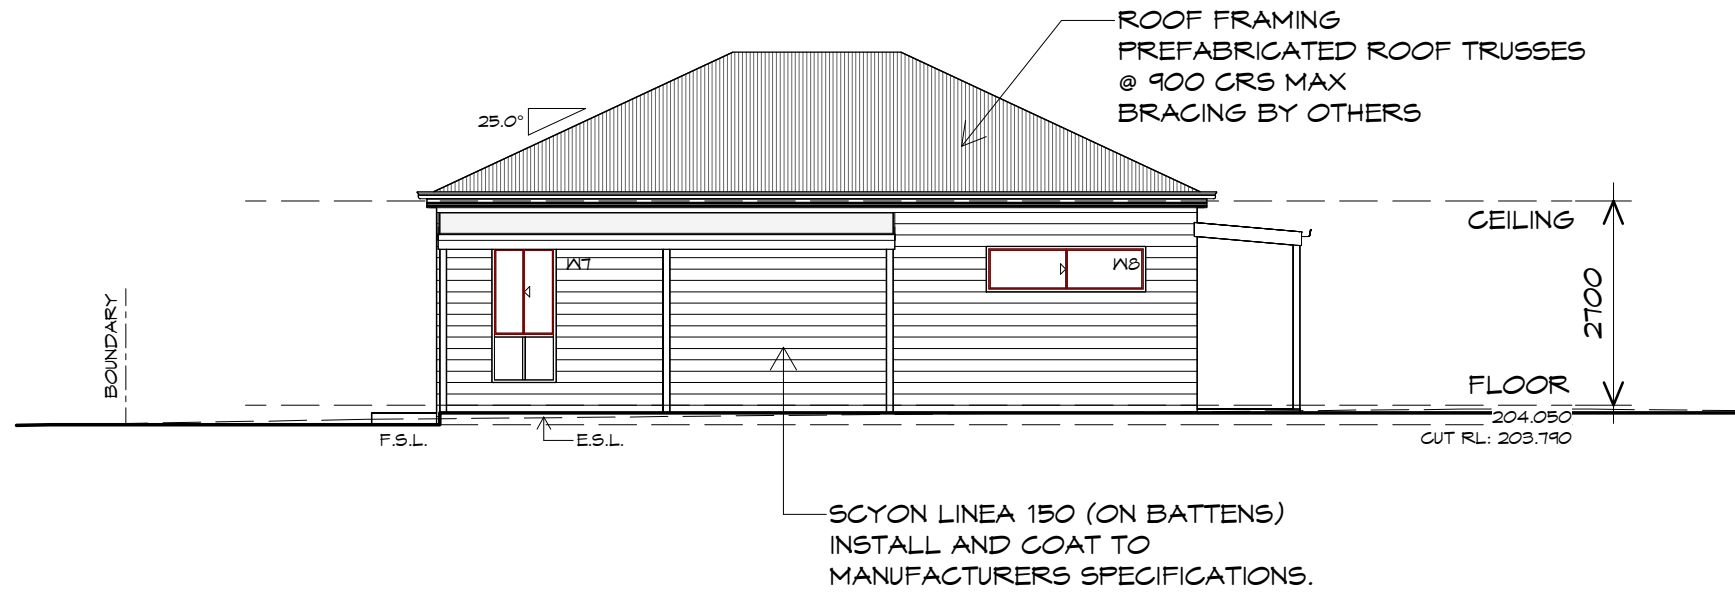 ROOF FRAMING
PREFABRICATED ROOF TRUSSES
@ 900 CRS MAX
BRACING BY OTHERS
25.0°
CEILING
W7
W8
2700
BOUNDARY
FLOOR
204.050
CUT RL: 203.790
F.S.L.
E.S.L.
SCYON LINEA 150 (ON BATTENS)
INSTALL AND COAT TO
MANUFACTURERS SPECIFICATIONS.